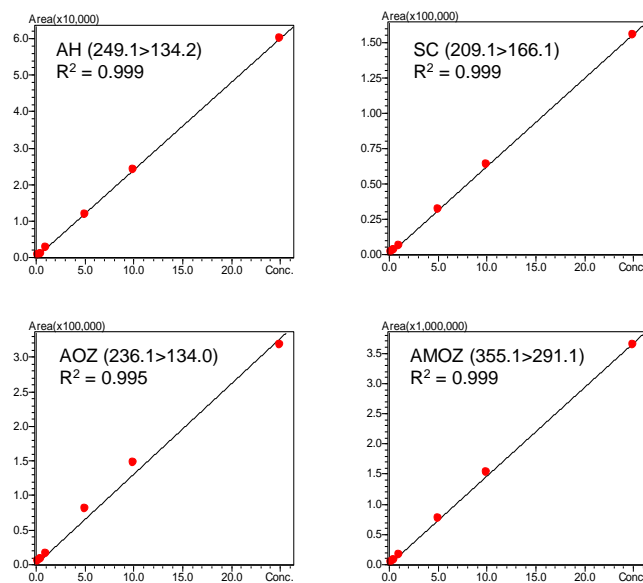 Area(x10,000)
AH (249.1>134.2)
R² = 0.999
6.0
5.0
4.0
3.0
2.0
1.0
0.0
0.0 5.0 10.0 15.0 20.0 Conc.
Area(x100,000)
SC (209.1>166.1)
R² = 0.999
1.50
1.25
1.00
0.75
0.50
0.25
0.00
0.0 5.0 10.0 15.0 20.0 Conc.
Area(x100,000)
AOZ (236.1>134.0)
R² = 0.995
3.0
2.5
2.0
1.5
1.0
0.5
0.0
0.0 5.0 10.0 15.0 20.0 Conc.
Area(x1,000,000)
AMOZ (355.1>291.1)
R² = 0.999
3.5
3.0
2.5
2.0
1.5
1.0
0.5
0.0
0.0 5.0 10.0 15.0 20.0 Conc.